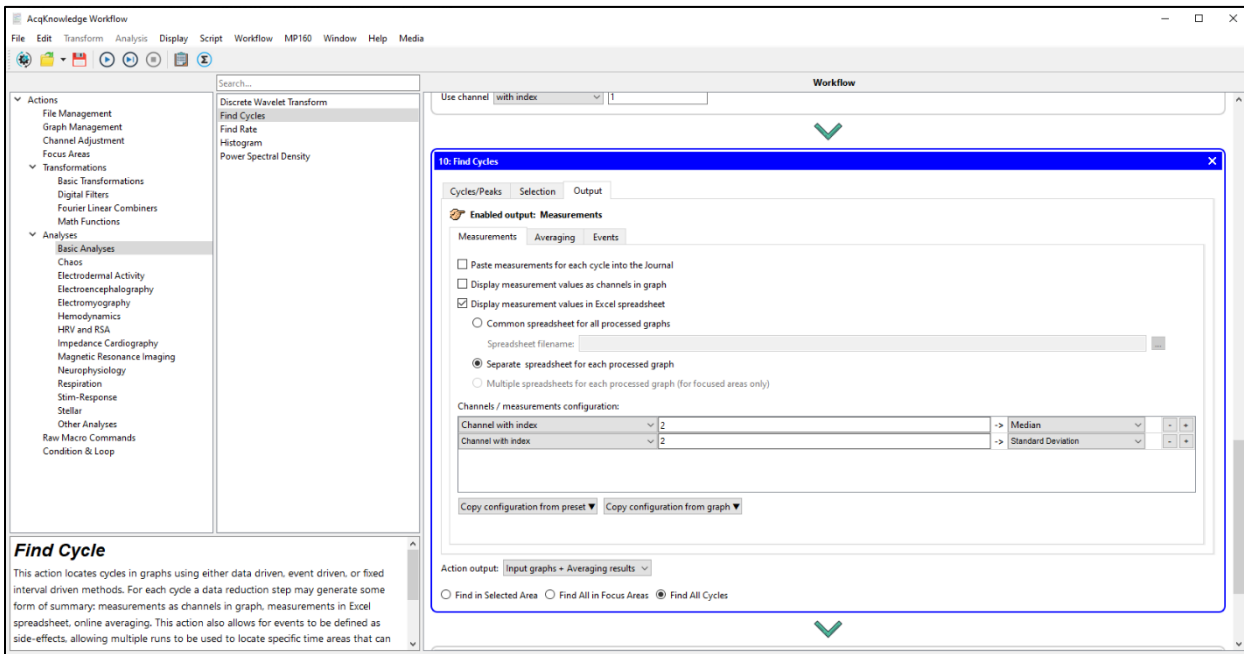 AcqKnowledge Workflow
File Edit Transform Analysis Display Script Workflow MP160 Window Help Media
Search...
Workflow
Actions
File Management
Graph Management
Channel Adjustment
Focus Areas
Transformations
Basic Transformations
Digital Filters
Fourier Linear Combiners
Math Functions
Analyses
Basic Analyses
Chaos
Electrodermal Activity
Electroencephalography
Electromyography
Hemodynamics
HRV and RSA
Impedance Cardiography
Magnetic Resonance Imaging
Neurophysiology
Respiration
Stim-Response
Stellar
Other Analyses
Raw Macro Commands
Condition & Loop
Discrete Wavelet Transform
Find Cycles
Find Rate
Histogram
Power Spectral Density
Find Cycle
This action locates cycles in graphs using either data driven, event driven, or fixed
interval driven methods. For each cycle a data reduction step may generate some
form of summary: measurements as channels in graph, measurements in Excel
spreadsheet, online averaging. This action also allows for events to be defined as
side-effects, allowing multiple runs to be used to locate specific time areas that can
Use channel with index 1
10: Find Cycles
Cycles/Peaks Selection Output
Enabled output: Measurements
Measurements Averaging Events
Paste measurements for each cycle into the Journal
Display measurement values as channels in graph
Display measurement values in Excel spreadsheet
Common spreadsheet for all processed graphs
Spreadsheet filename: ...
Separate spreadsheet for each processed graph
Multiple spreadsheets for each processed graph (for focused areas only)
Channels / measurements configuration:
Channel with index 2 -> Median - +
Channel with index 2 -> Standard Deviation - +
Copy configuration from preset ▼ Copy configuration from graph ▼
Action output: Input graphs + Averaging results
Find in Selected Area Find All in Focus Areas Find All Cycles